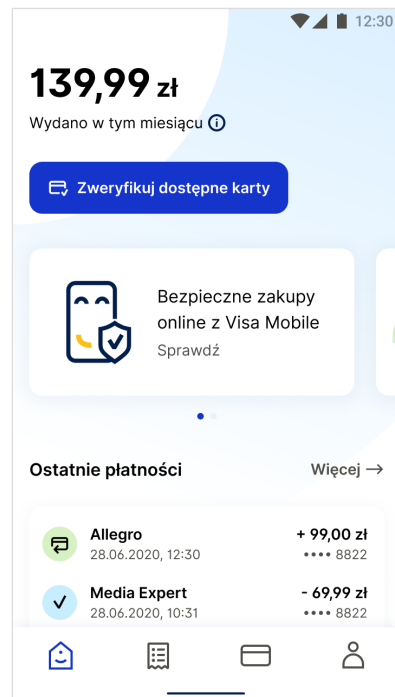 12:30
139,99 zł
Wydano w tym miesiącu
Zweryfikuj dostępne karty
Bezpieczne zakupy
online z Visa Mobile
Sprawdź
Ostatnie płatności Więcej →
Allegro + 99,00 zł
28.06.2020, 12:30 •••• 8822
Media Expert - 69,99 zł
28.06.2020, 10:31 •••• 8822